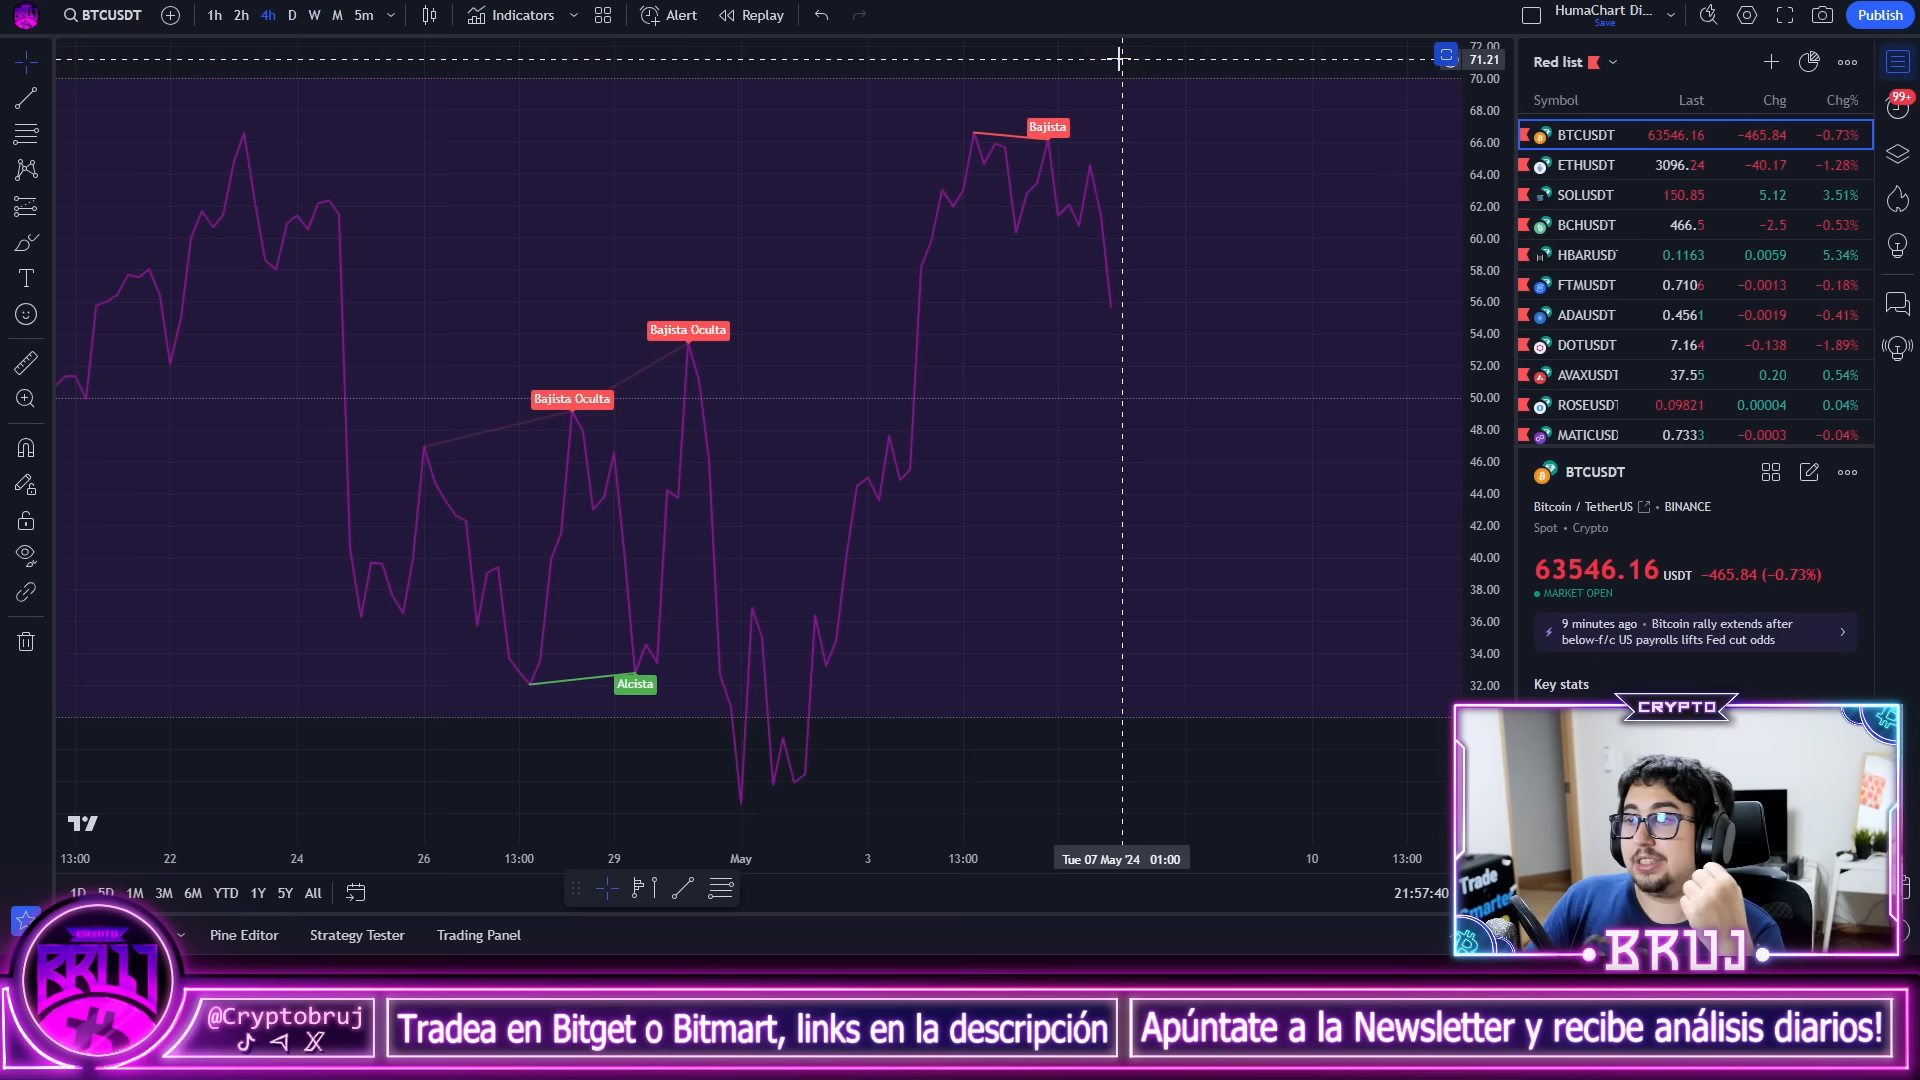 BTCUSDT
1h 2h 4h D W M 5m
Indicators
Alert
Replay
HumaChart Di...
Save
Publish
72.00
71.21
70.00
68.00
66.00
64.00
62.00
60.00
58.00
56.00
54.00
52.00
50.00
48.00
46.00
44.00
42.00
40.00
38.00
36.00
34.00
32.00
Bajista
Bajista Oculta
Bajista Oculta
Alcista
13:00 22 24 26 13:00 29 May 3 13:00 Tue 07 May '24 01:00 10 13:00
1D 5D 1M 3M 6M YTD 1Y 5Y All
21:57:40
Pine Editor Strategy Tester Trading Panel
Red list
99+
Symbol Last Chg Chg%
BTCUSDT 63546.16 −465.84 −0.73%
ETHUSDT 3096.24 −40.17 −1.28%
SOLUSDT 150.85 5.12 3.51%
BCHUSDT 466.5 −2.5 −0.53%
HBARUSD 0.1163 0.0059 5.34%
FTMUSDT 0.7106 −0.0013 −0.18%
ADAUSDT 0.4561 −0.0019 −0.41%
DOTUSDT 7.164 −0.138 −1.89%
AVAXUSDT 37.55 0.20 0.54%
ROSEUSDT 0.09821 0.00004 0.04%
MATICUSD 0.7333 −0.0003 −0.04%
BTCUSDT
Bitcoin / TetherUS • BINANCE
Spot • Crypto
63546.16 USDT −465.84 (−0.73%)
MARKET OPEN
9 minutes ago • Bitcoin rally extends after
below-f/c US payrolls lifts Fed cut odds
Key stats
CRYPTO
Trade
Smarter
BRUJ
CRYPTO
BRUJ
@Cryptobruj
Tradea en Bitget o Bitmart, links en la descripción
Apúntate a la Newsletter y recibe análisis diarios!